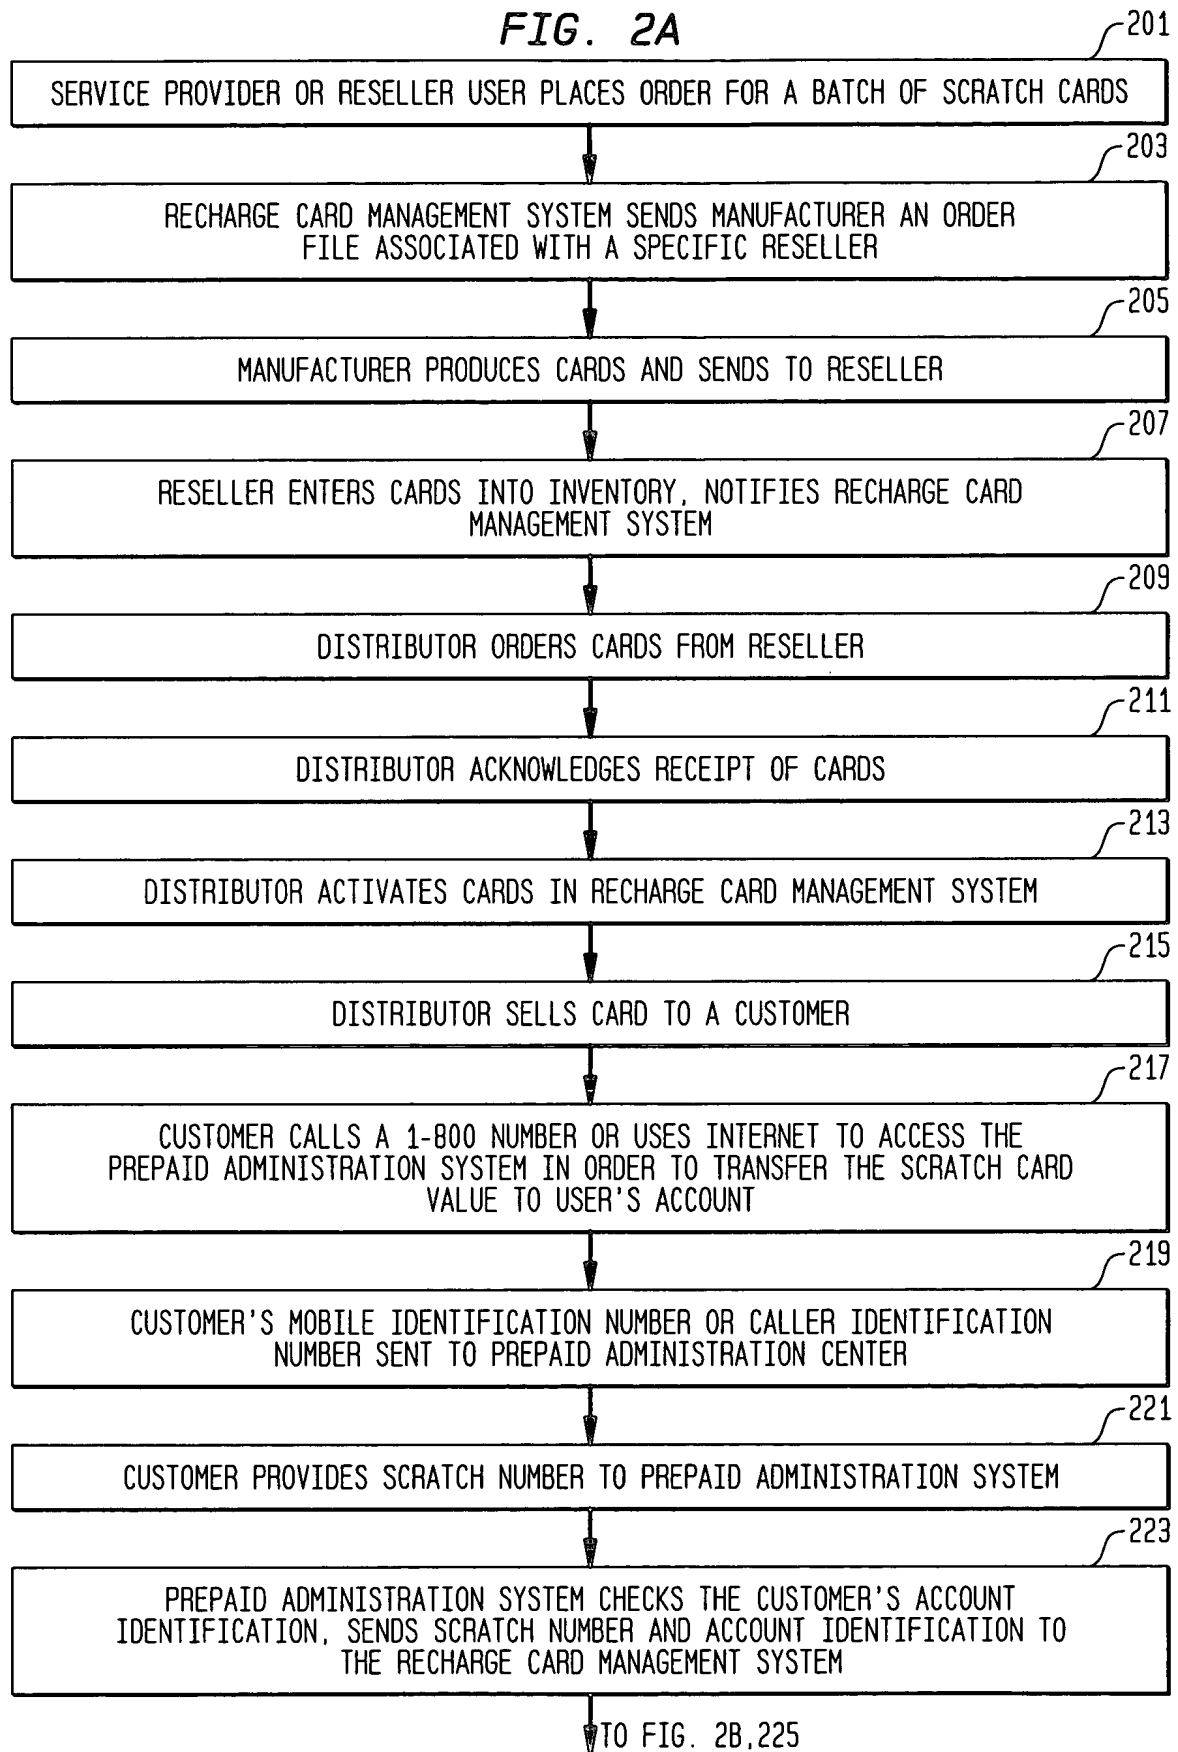 FIG. 2A
201
SERVICE PROVIDER OR RESELLER USER PLACES ORDER FOR A BATCH OF SCRATCH CARDS
203
RECHARGE CARD MANAGEMENT SYSTEM SENDS MANUFACTURER AN ORDER
FILE ASSOCIATED WITH A SPECIFIC RESELLER
205
MANUFACTURER PRODUCES CARDS AND SENDS TO RESELLER
207
RESELLER ENTERS CARDS INTO INVENTORY, NOTIFIES RECHARGE CARD
MANAGEMENT SYSTEM
209
DISTRIBUTOR ORDERS CARDS FROM RESELLER
211
DISTRIBUTOR ACKNOWLEDGES RECEIPT OF CARDS
213
DISTRIBUTOR ACTIVATES CARDS IN RECHARGE CARD MANAGEMENT SYSTEM
215
DISTRIBUTOR SELLS CARD TO A CUSTOMER
217
CUSTOMER CALLS A 1-800 NUMBER OR USES INTERNET TO ACCESS THE
PREPAID ADMINISTRATION SYSTEM IN ORDER TO TRANSFER THE SCRATCH CARD
VALUE TO USER'S ACCOUNT
219
CUSTOMER'S MOBILE IDENTIFICATION NUMBER OR CALLER IDENTIFICATION
NUMBER SENT TO PREPAID ADMINISTRATION CENTER
221
CUSTOMER PROVIDES SCRATCH NUMBER TO PREPAID ADMINISTRATION SYSTEM
223
PREPAID ADMINISTRATION SYSTEM CHECKS THE CUSTOMER'S ACCOUNT
IDENTIFICATION, SENDS SCRATCH NUMBER AND ACCOUNT IDENTIFICATION TO
THE RECHARGE CARD MANAGEMENT SYSTEM
TO FIG. 2B,225